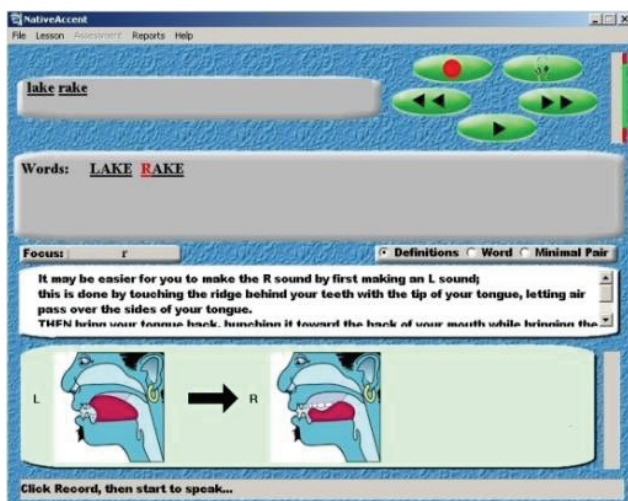 NativeAccent
File Lesson Assessment Reports Help
lake rake
Words: LAKE RAKE
Focus: r
Definitions Word Minimal Pair
It may be easier for you to make the R sound by first making an L sound;
this is done by touching the ridge behind your teeth with the tip of your tongue, letting air
pass over the sides of your tongue.
THEN bring your tongue back, hunching it toward the back of your mouth while bringing the
L R
Click Record, then start to speak...